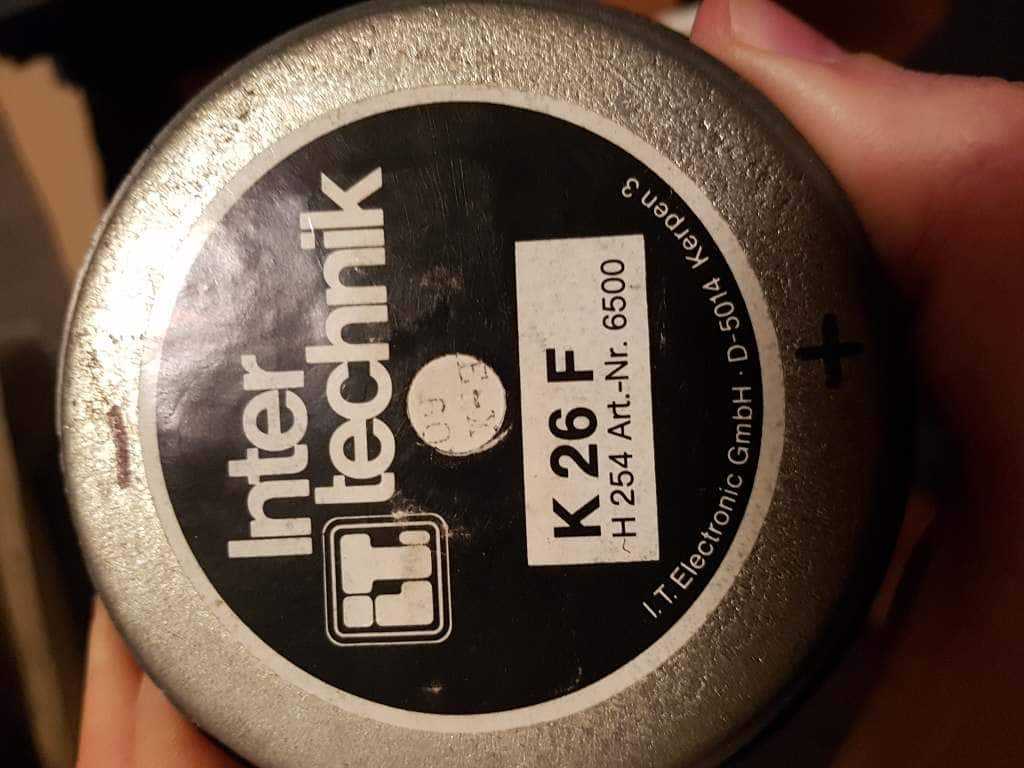 Inter
technik
i.T.
K 26 F
H 254 Art.-Nr. 6500
I.T. Electronic GmbH · D-5014 Kerpen 3
+